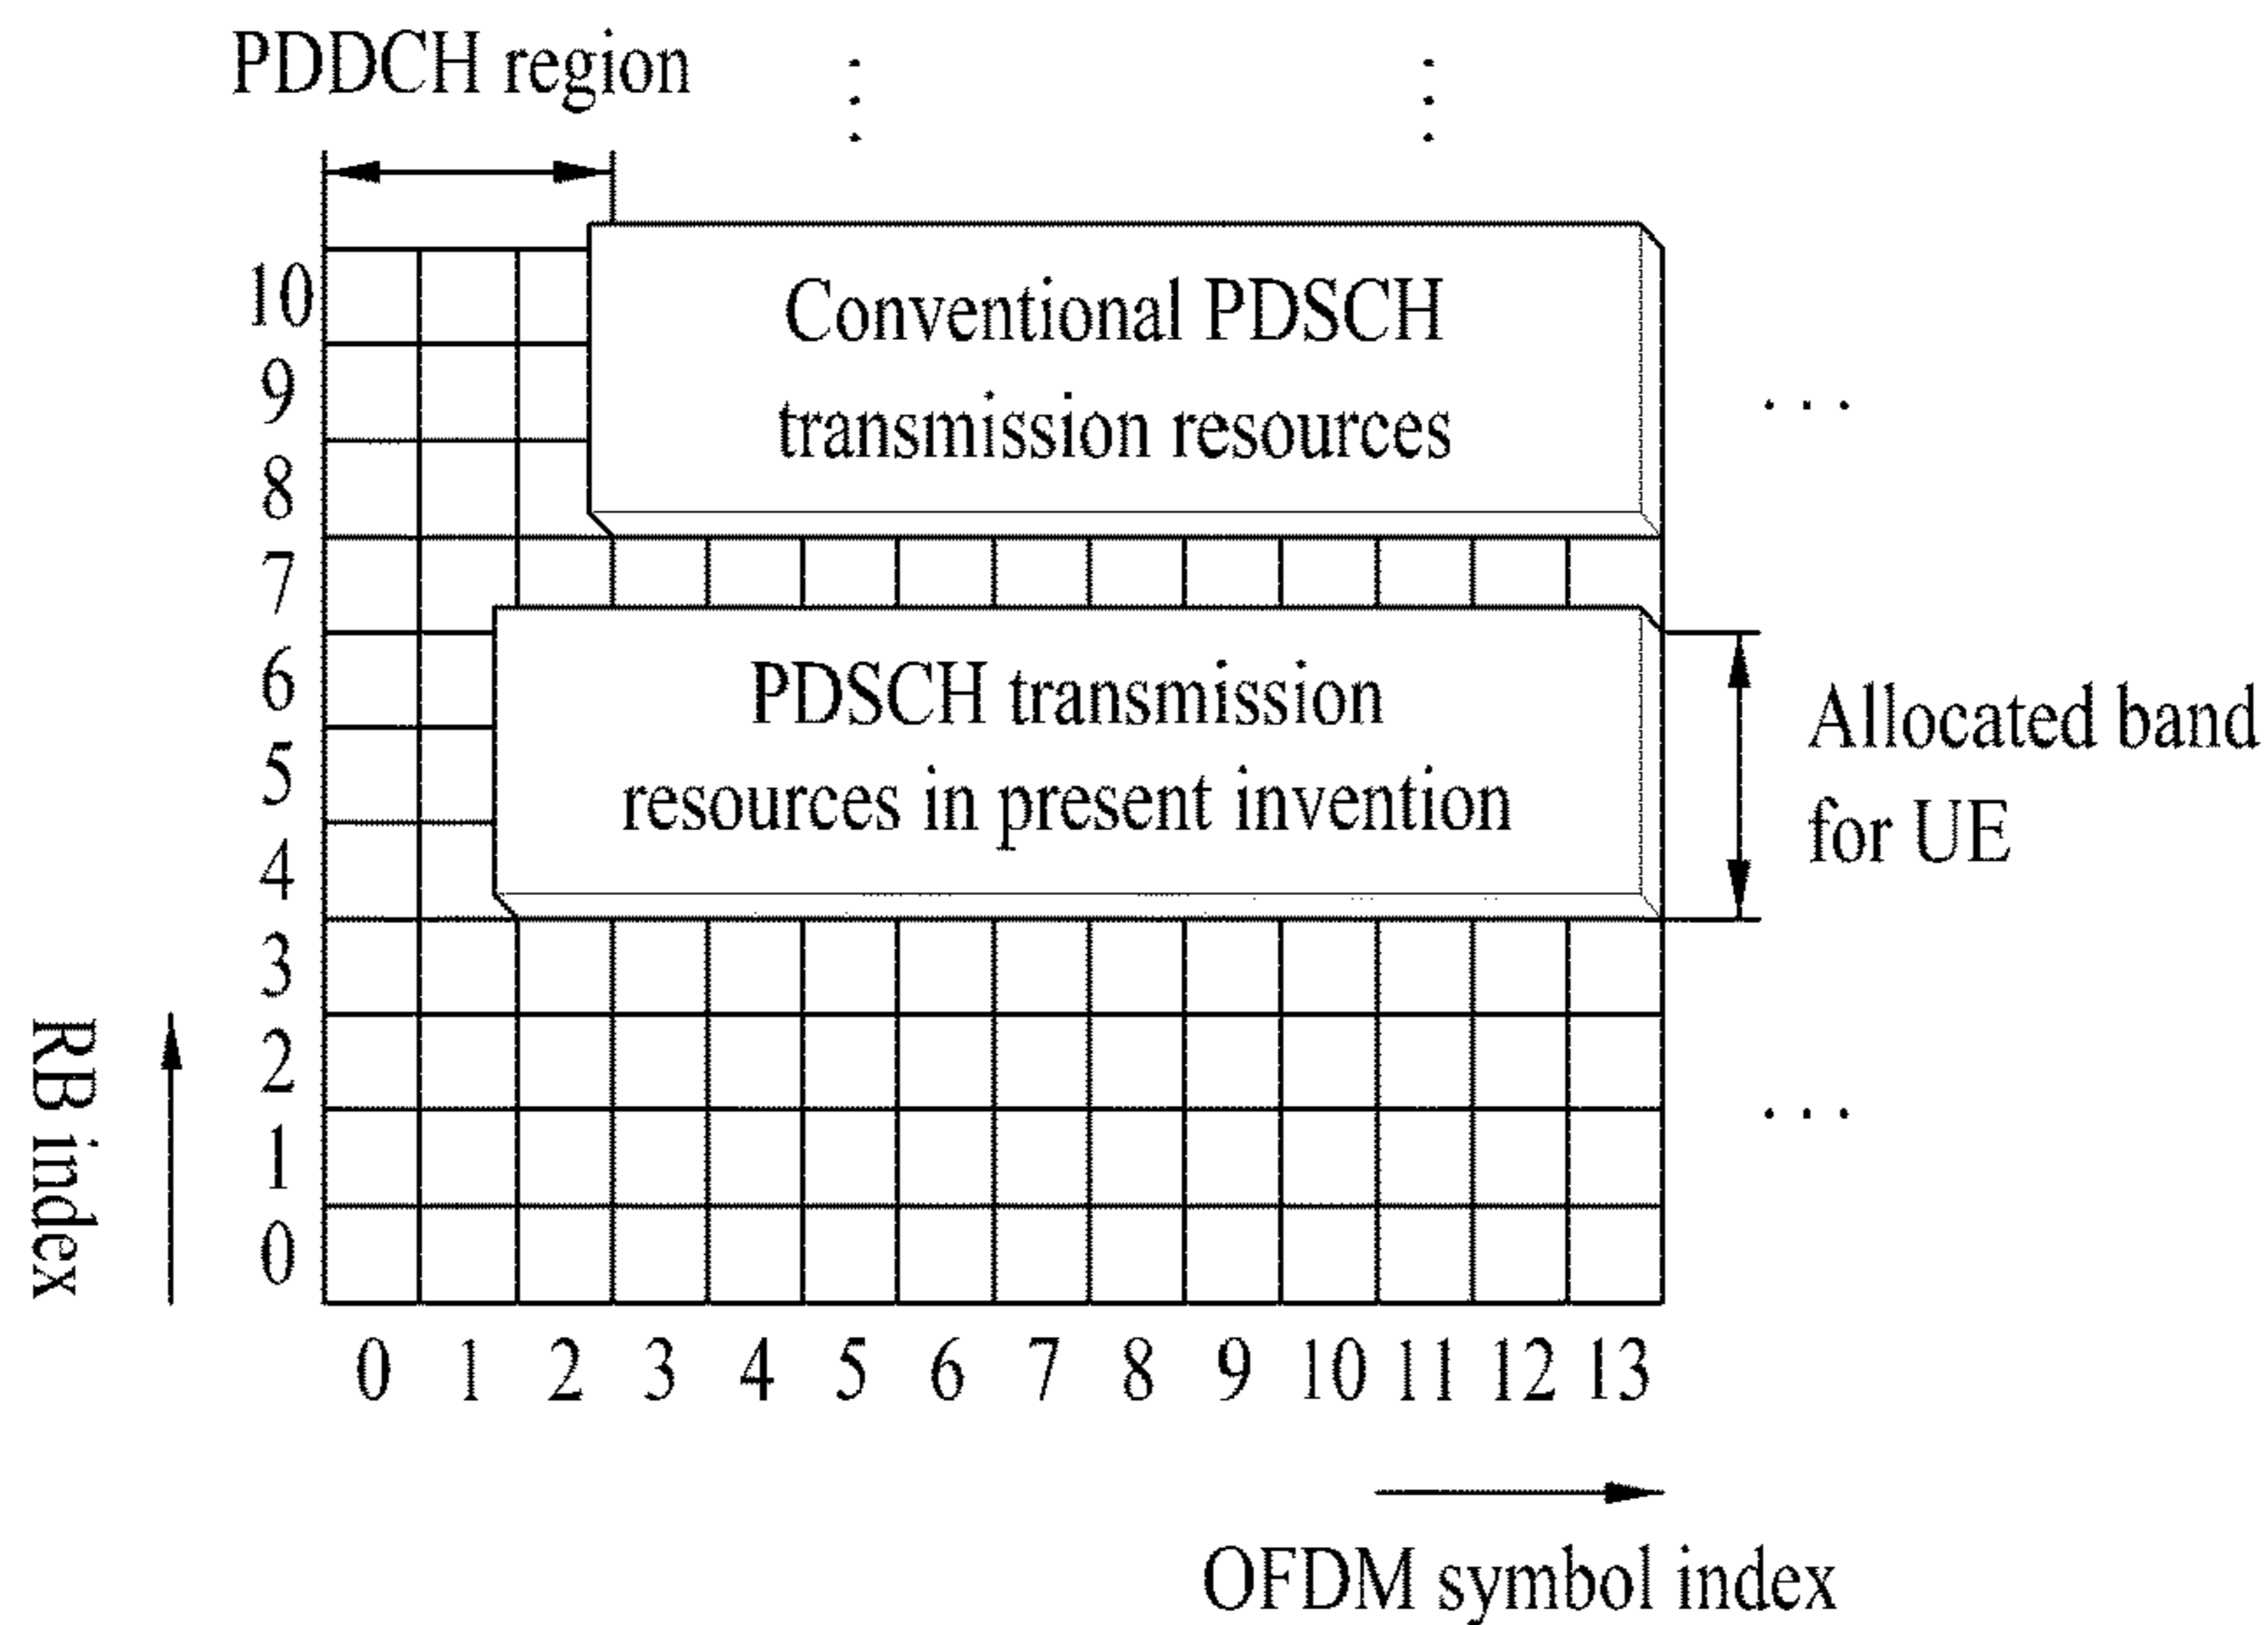 PDDCH region
10
Conventional PDSCH
transmission resources
9
8
7
6
PDSCH transmission
resources in present invention
5
4
Allocated band
for UE
3
2
1
0
RB index
0 1 2 3 4 5 6 7 8 9 10 11 12 13
OFDM symbol index